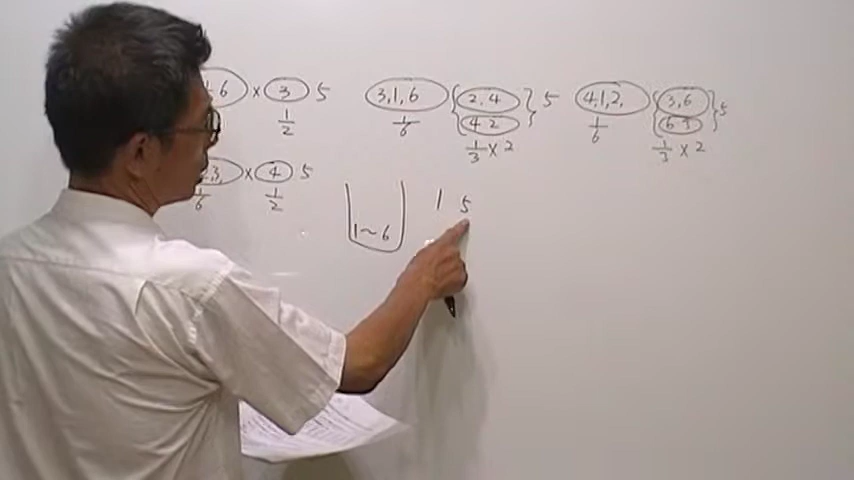 6 × 3 5
1/2
3,1,6 { 2,4 } 5
4 2
1/6
1/3 × 2
4,1,2, { 3,6 } 5
6 3
1/6
1/3 × 2
3, × 4 5
1/6 1/2
1~6
1 5